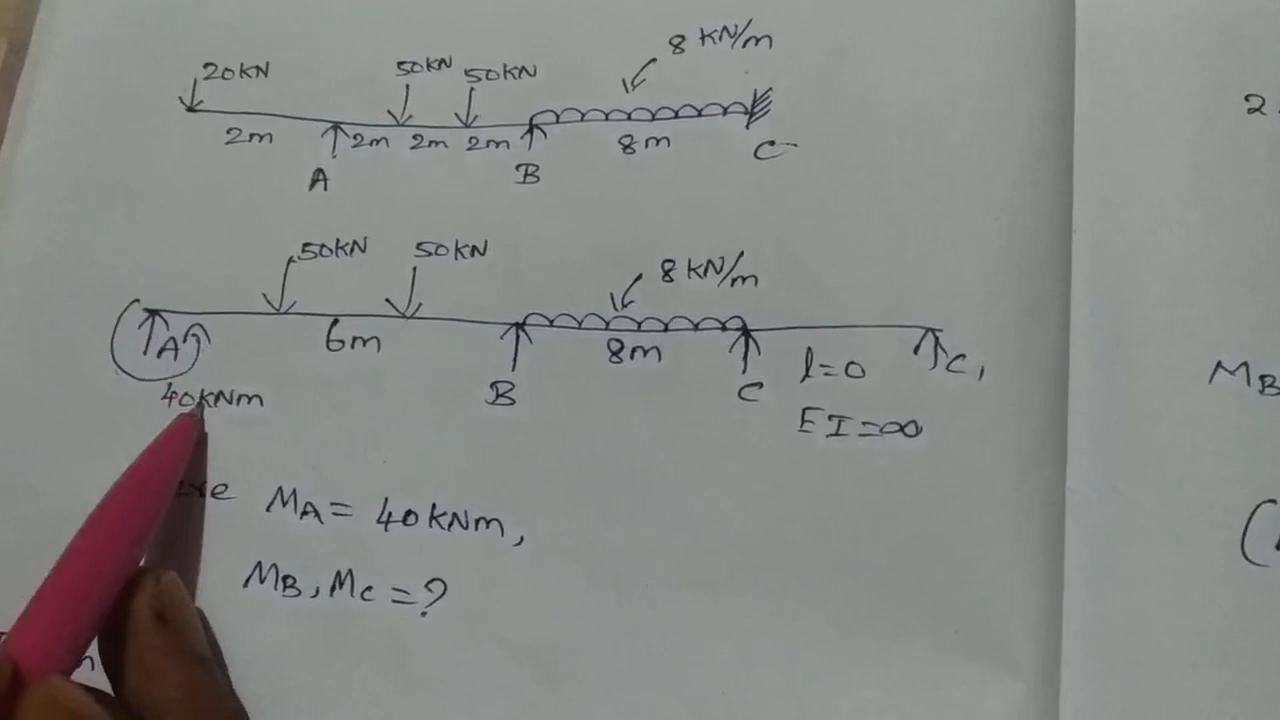 20KN 50KN 50KN 8 KN/m
2m 2m 2m 2m 8m
A B C
50KN 50KN 8 KN/m
A 6m 8m l=0 C1
B C
40KNm EI=∞
MA = 40KNm,
MB, MC = ?
2
MB
(
m